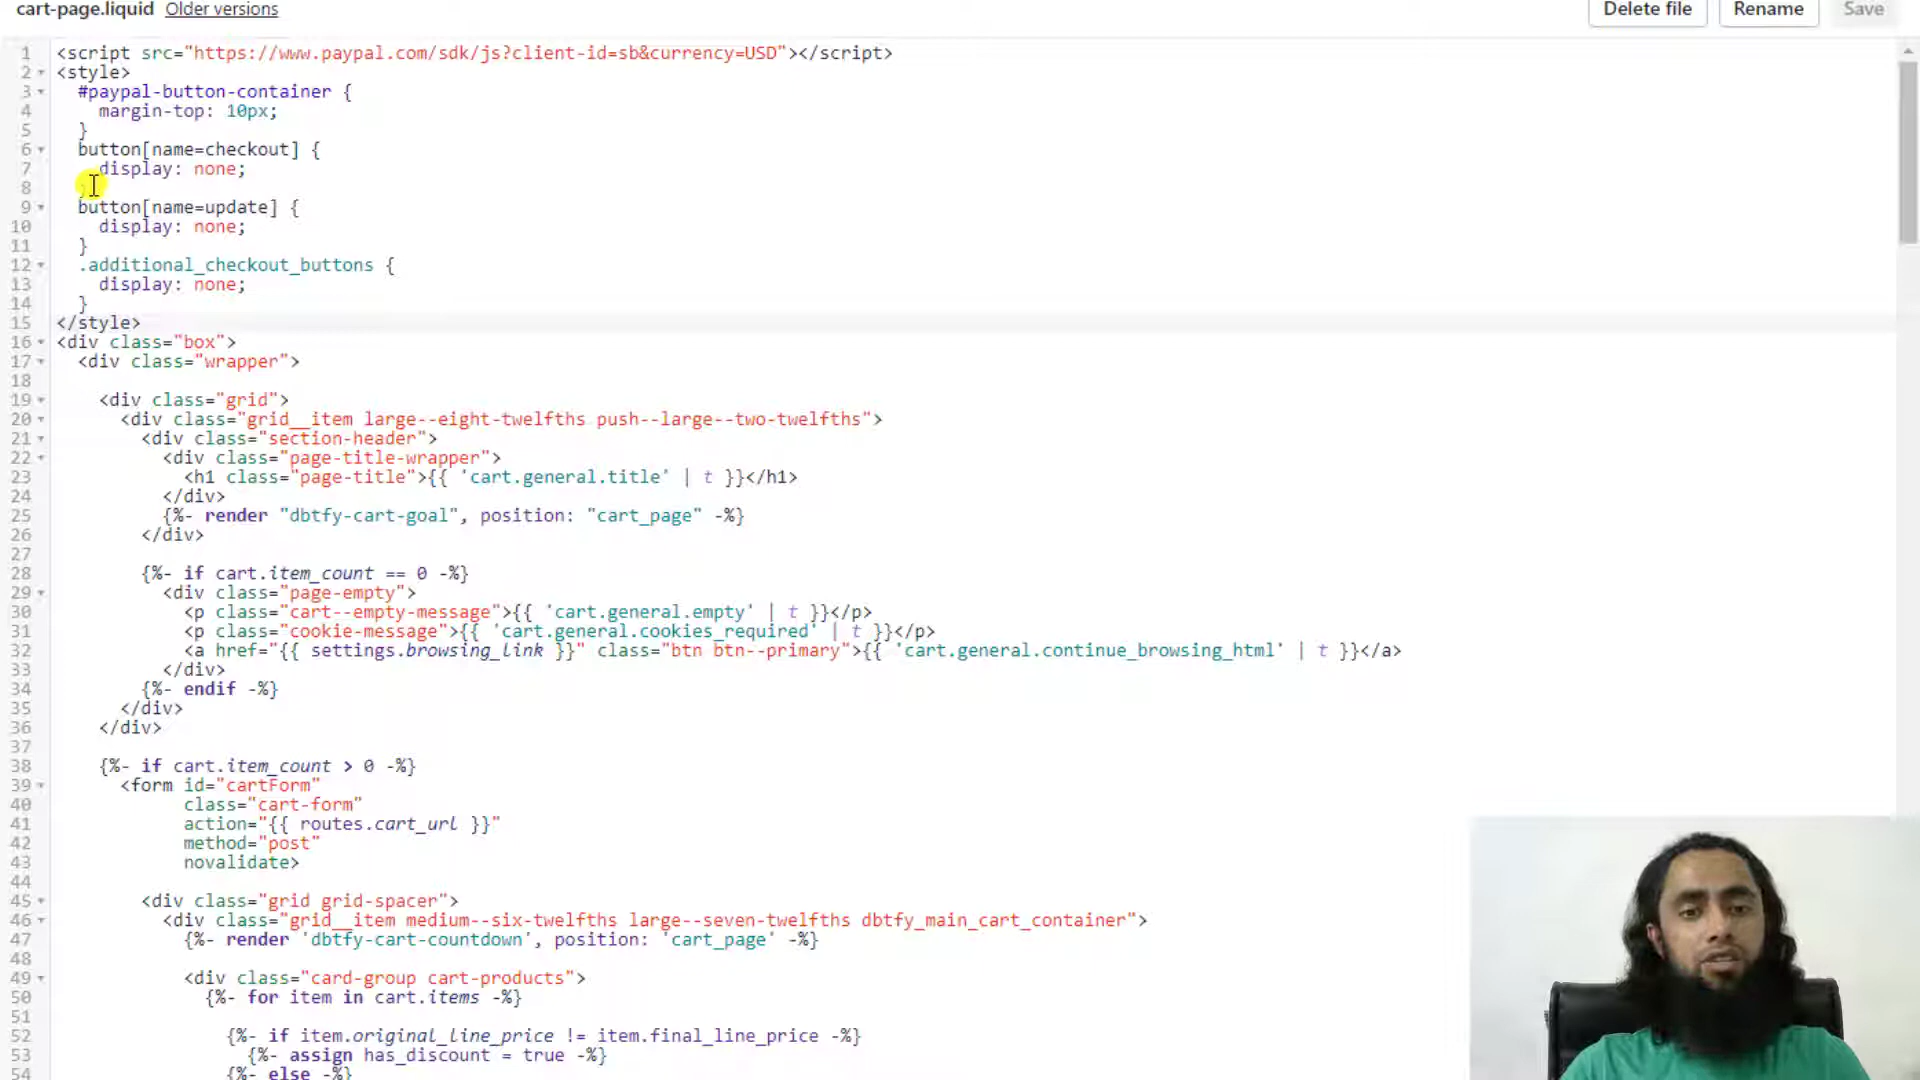 cart-page.liquid Older versions Delete file Rename Save
1 <script src="https://www.paypal.com/sdk/js?client-id=sb&currency=USD"></script>
2 <style>
3 #paypal-button-container {
4 margin-top: 10px;
5 }
6 button[name=checkout] {
7 display: none;
8 }
9 button[name=update] {
10 display: none;
11 }
12 .additional_checkout_buttons {
13 display: none;
14 }
15 </style>
16 <div class="box">
17 <div class="wrapper">
18
19 <div class="grid">
20 <div class="grid__item large--eight-twelfths push--large--two-twelfths">
21 <div class="section-header">
22 <div class="page-title-wrapper">
23 <h1 class="page-title">{{ 'cart.general.title' | t }}</h1>
24 </div>
25 {%- render "dbtfy-cart-goal", position: "cart_page" -%}
26 </div>
27
28 {%- if cart.item_count == 0 -%}
29 <div class="page-empty">
30 <p class="cart--empty-message">{{ 'cart.general.empty' | t }}</p>
31 <p class="cookie-message">{{ 'cart.general.cookies_required' | t }}</p>
32 <a href="{{ settings.browsing_link }}" class="btn btn--primary">{{ 'cart.general.continue_browsing_html' | t }}</a>
33 </div>
34 {%- endif -%}
35 </div>
36 </div>
37
38 {%- if cart.item_count > 0 -%}
39 <form id="cartForm"
40 class="cart-form"
41 action="{{ routes.cart_url }}"
42 method="post"
43 novalidate>
44
45 <div class="grid grid-spacer">
46 <div class="grid__item medium--six-twelfths large--seven-twelfths dbtfy_main_cart_container">
47 {%- render 'dbtfy-cart-countdown', position: 'cart_page' -%}
48
49 <div class="card-group cart-products">
50 {%- for item in cart.items -%}
51
52 {%- if item.original_line_price != item.final_line_price -%}
53 {%- assign has_discount = true -%}
54 {%- else -%}